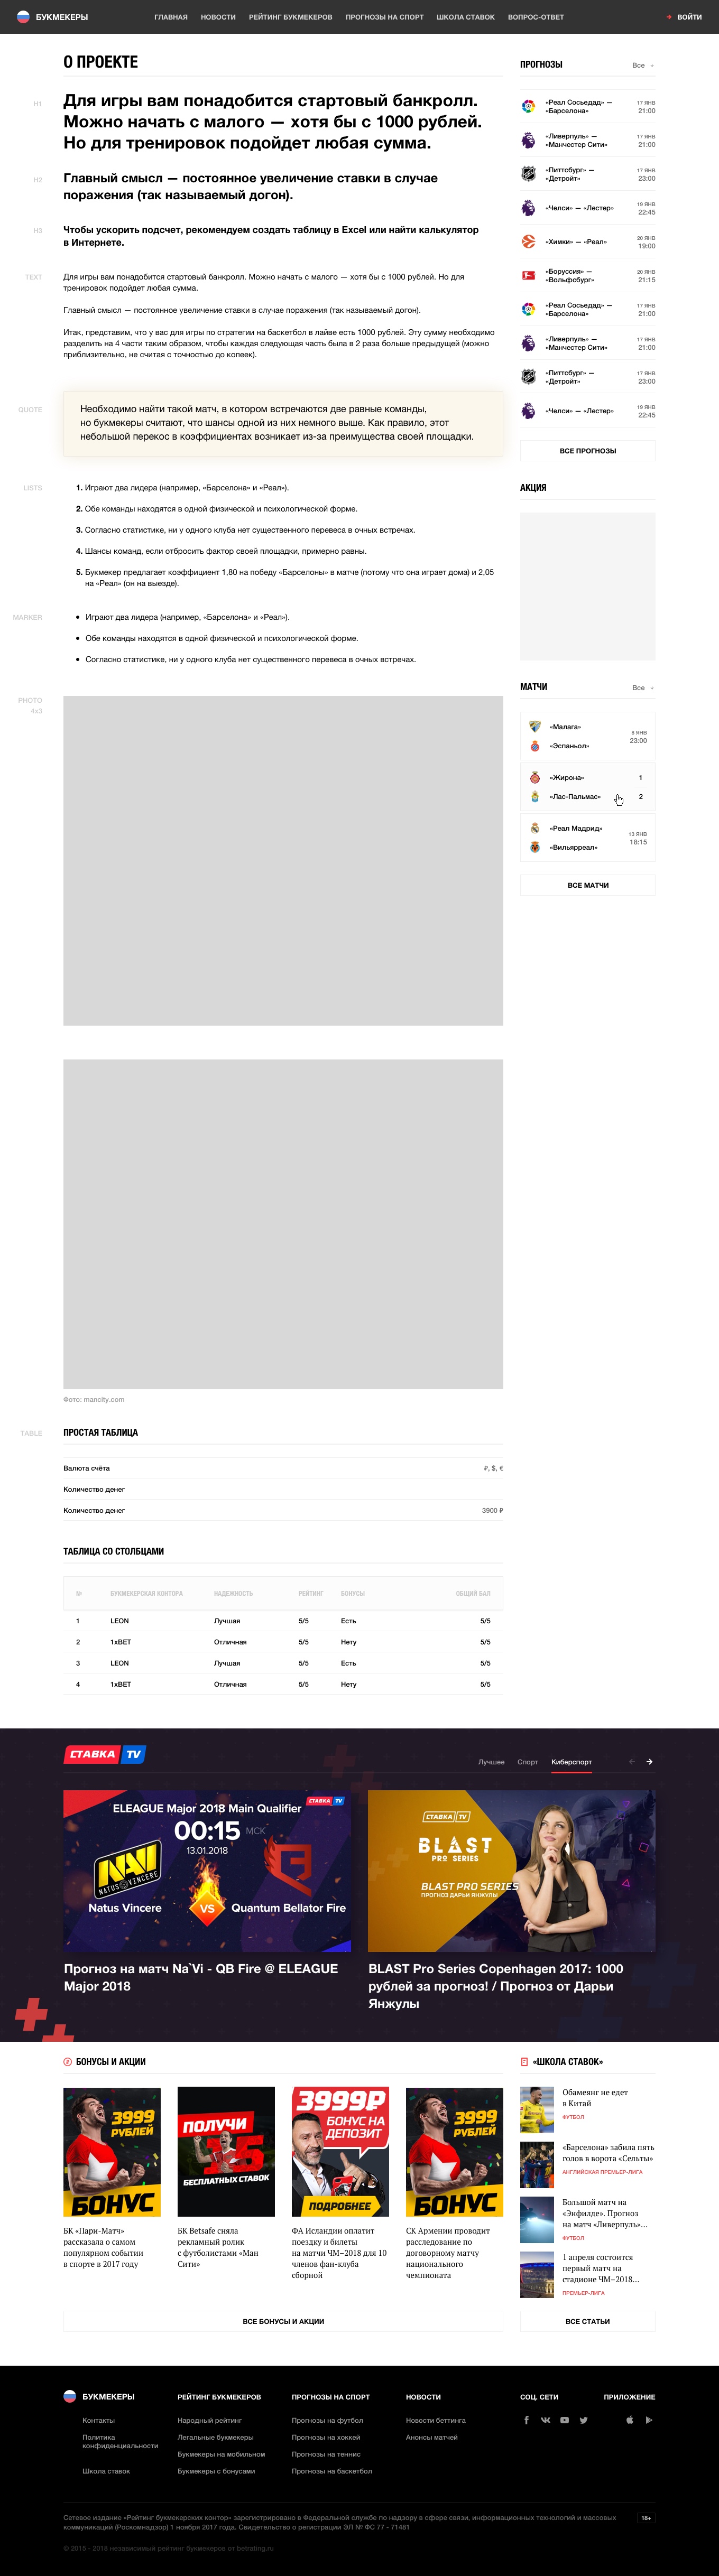 БУКМЕКЕРЫ
ГЛАВНАЯ НОВОСТИ РЕЙТИНГ БУКМЕКЕРОВ ПРОГНОЗЫ НА СПОРТ ШКОЛА СТАВОК ВОПРОС-ОТВЕТ
ВОЙТИ
О ПРОЕКТЕ
H1
Для игры вам понадобится стартовый банкролл.
Можно начать с малого — хотя бы с 1000 рублей.
Но для тренировок подойдет любая сумма.
H2
Главный смысл — постоянное увеличение ставки в случае
поражения (так называемый догон).
H3
Чтобы ускорить подсчет, рекомендуем создать таблицу в Excel или найти калькулятор
в Интернете.
TEXT
Для игры вам понадобится стартовый банкролл. Можно начать с малого — хотя бы с 1000 рублей. Но для
тренировок подойдет любая сумма.
Главный смысл — постоянное увеличение ставки в случае поражения (так называемый догон).
Итак, представим, что у вас для игры по стратегии на баскетбол в лайве есть 1000 рублей. Эту сумму необходимо
разделить на 4 части таким образом, чтобы каждая следующая часть была в 2 раза больше предыдущей (можно
приблизительно, не считая с точностью до копеек).
QUOTE
Необходимо найти такой матч, в котором встречаются две равные команды,
но букмекеры считают, что шансы одной из них немного выше. Как правило, этот
небольшой перекос в коэффициентах возникает из-за преимущества своей площадки.
LISTS
1. Играют два лидера (например, «Барселона» и «Реал»).
2. Обе команды находятся в одной физической и психологической форме.
3. Согласно статистике, ни у одного клуба нет существенного перевеса в очных встречах.
4. Шансы команд, если отбросить фактор своей площадки, примерно равны.
5. Букмекер предлагает коэффициент 1,80 на победу «Барселоны» в матче (потому что она играет дома) и 2,05
на «Реал» (он на выезде).
MARKER
• Играют два лидера (например, «Барселона» и «Реал»).
• Обе команды находятся в одной физической и психологической форме.
• Согласно статистике, ни у одного клуба нет существенного перевеса в очных встречах.
PHOTO
4x3
Фото: mancity.com
TABLE
ПРОСТАЯ ТАБЛИЦА
Валюта счёта ₽, $, €
Количество денег
Количество денег 3900 ₽
ТАБЛИЦА СО СТОЛБЦАМИ
№ БУКМЕКЕРСКАЯ КОНТОРА НАДЕЖНОСТЬ РЕЙТИНГ БОНУСЫ ОБЩИЙ БАЛ
1 LEON Лучшая 5/5 Есть 5/5
2 1xBET Отличная 5/5 Нету 5/5
3 LEON Лучшая 5/5 Есть 5/5
4 1xBET Отличная 5/5 Нету 5/5
ПРОГНОЗЫ Все
«Реал Сосьедад» — 17 ЯНВ
«Барселона» 21:00
«Ливерпуль» — 17 ЯНВ
«Манчестер Сити» 21:00
«Питтсбург» — 17 ЯНВ
«Детройт» 23:00
«Челси» — «Лестер» 19 ЯНВ
22:45
«Химки» — «Реал» 20 ЯНВ
19:00
«Боруссия» — 20 ЯНВ
«Вольфсбург» 21:15
«Реал Сосьедад» — 17 ЯНВ
«Барселона» 21:00
«Ливерпуль» — 17 ЯНВ
«Манчестер Сити» 21:00
«Питтсбург» — 17 ЯНВ
«Детройт» 23:00
«Челси» — «Лестер» 19 ЯНВ
22:45
ВСЕ ПРОГНОЗЫ
АКЦИЯ
МАТЧИ Все
«Малага»
«Эспаньол»
6 ЯНВ
23:00
«Жирона» 1
«Лас-Пальмас» 2
«Реал Мадрид»
«Вильярреал»
13 ЯНВ
18:15
ВСЕ МАТЧИ
СТАВКА TV
Лучшее Спорт Киберспорт
СТАВКА TV
ELEAGUE Major 2018 Main Qualifier
00:15 МСК
13.01.2018
NAVI
NATUS VINCERE
VS
Natus Vincere Quantum Bellator Fire
Прогноз на матч Na`Vi - QB Fire @ ELEAGUE
Major 2018
СТАВКА TV
BLAST
PRO SERIES
BLAST PRO SERIES
ПРОГНОЗ ДАРЬИ ЯНЖУЛЫ
BLAST Pro Series Copenhagen 2017: 1000
рублей за прогноз! / Прогноз от Дарьи
Янжулы
БОНУСЫ И АКЦИИ
3999
РУБЛЕЙ
БОНУС
БК «Пари-Матч»
рассказала о самом
популярном событии
в спорте в 2017 году
ПОЛУЧИ
15
БЕСПЛАТНЫХ СТАВОК
БК Betsafe сняла
рекламный ролик
с футболистами «Ман
Сити»
3999₽
БОНУС НА
ДЕПОЗИТ
ПОДРОБНЕЕ
ФА Исландии оплатит
поездку и билеты
на матчи ЧМ–2018 для 10
членов фан-клуба
сборной
3999
РУБЛЕЙ
БОНУС
СК Армении проводит
расследование по
договорному матчу
национального
чемпионата
ВСЕ БОНУСЫ И АКЦИИ
«ШКОЛА СТАВОК»
Обамеянг не едет
в Китай
ФУТБОЛ
«Барселона» забила пять
голов в ворота «Сельты»
АНГЛИЙСКАЯ ПРЕМЬЕР-ЛИГА
Большой матч на
«Энфилде». Прогноз
на матч «Ливерпуль»...
ФУТБОЛ
1 апреля состоится
первый матч на
стадионе ЧМ–2018...
ПРЕМЬЕР-ЛИГА
ВСЕ СТАТЬИ
БУКМЕКЕРЫ
Контакты
Политика
конфиденциальности
Школа ставок
РЕЙТИНГ БУКМЕКЕРОВ
Народный рейтинг
Легальные букмекеры
Букмекеры на мобильном
Букмекеры с бонусами
ПРОГНОЗЫ НА СПОРТ
Прогнозы на футбол
Прогнозы на хоккей
Прогнозы на теннис
Прогнозы на баскетбол
НОВОСТИ
Новости беттинга
Анонсы матчей
СОЦ. СЕТИ
ПРИЛОЖЕНИЕ
Сетевое издание «Рейтинг букмекерских контор» зарегистрировано в Федеральной службе по надзору в сфере связи, информационных технологий и массовых
коммуникаций (Роскомнадзор) 1 ноября 2017 года. Свидетельство о регистрации ЭЛ № ФС 77 - 71481
18+
© 2015 - 2018 независимый рейтинг букмекеров от betrating.ru